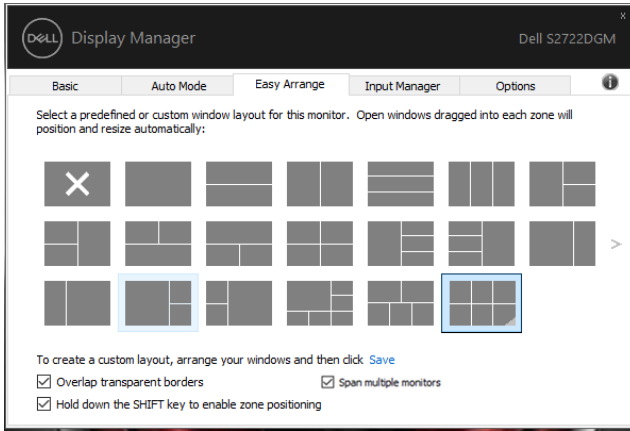 x
DELL Display Manager Dell S2722DGM
Basic Auto Mode Easy Arrange Input Manager Options
Select a predefined or custom window layout for this monitor. Open windows dragged into each zone will
position and resize automatically:
To create a custom layout, arrange your windows and then click Save
Overlap transparent borders Span multiple monitors
Hold down the SHIFT key to enable zone positioning